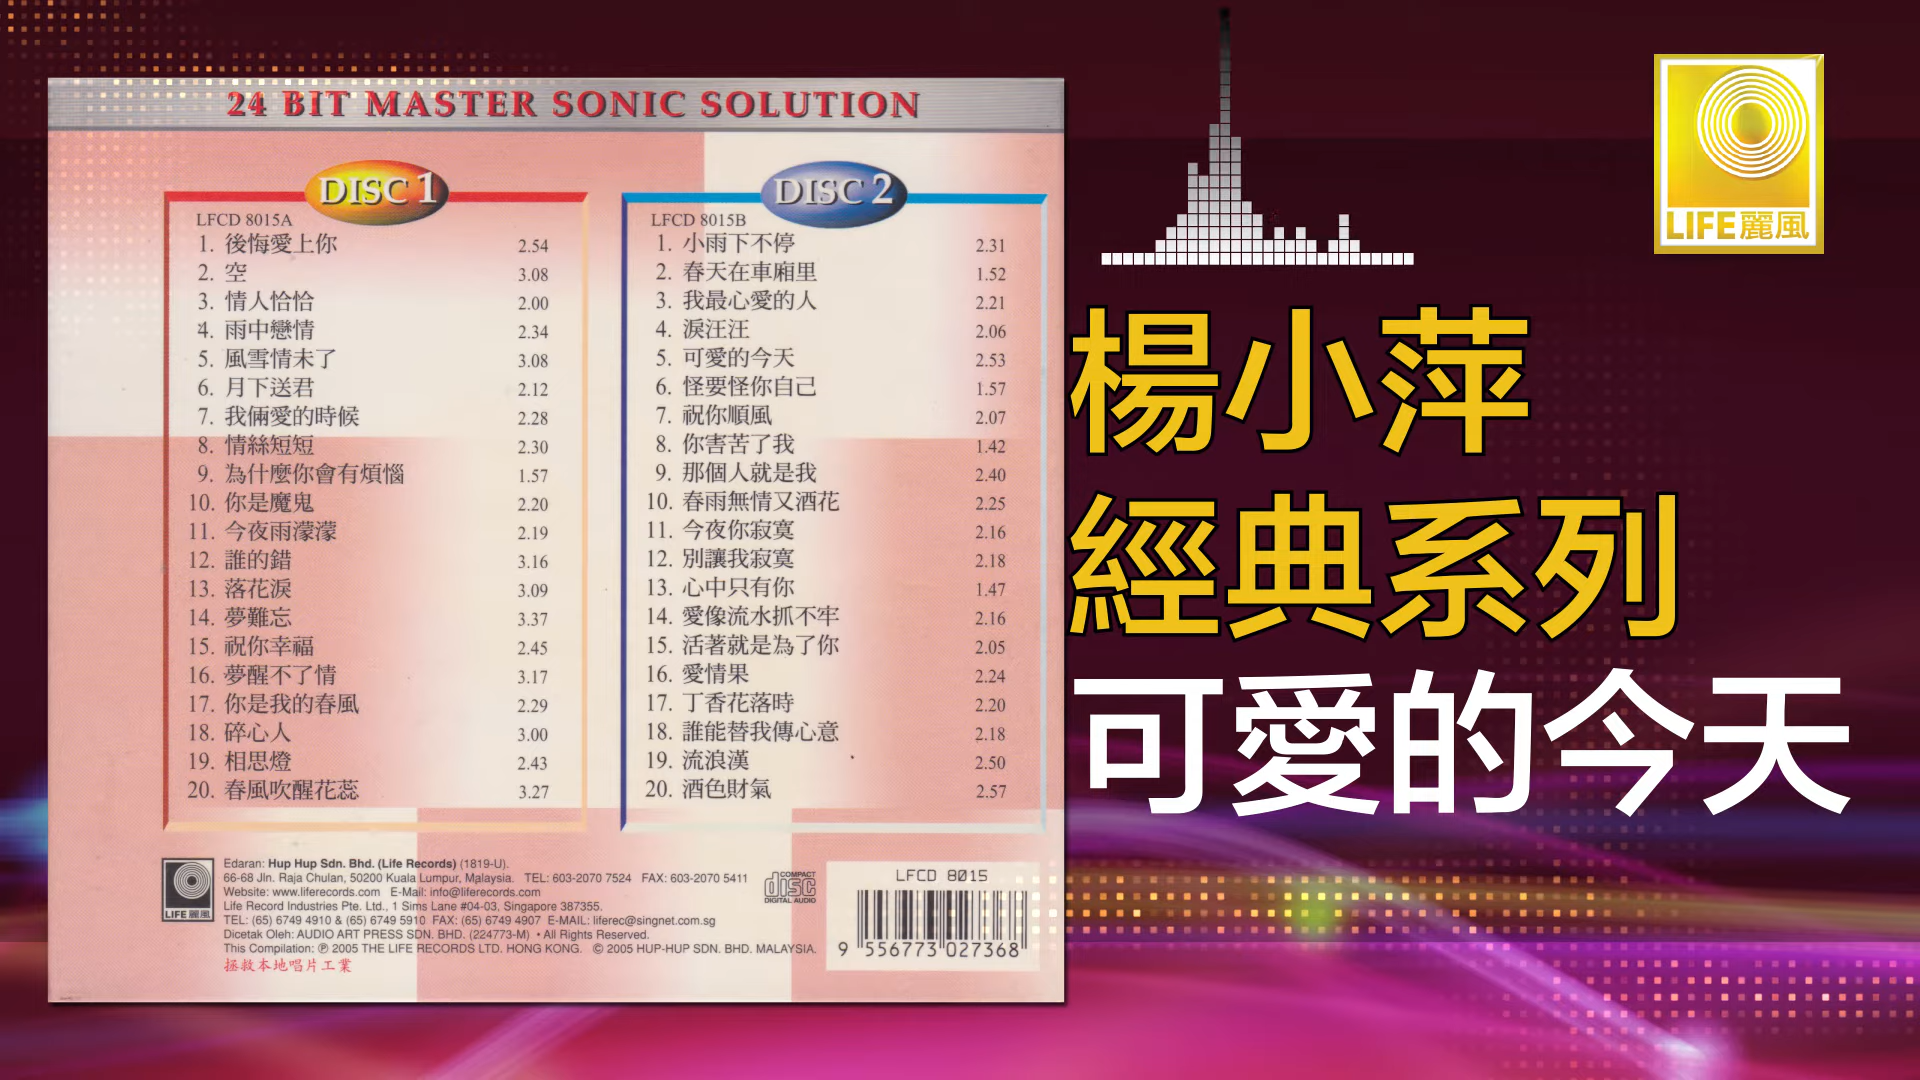 24 BIT MASTER SONIC SOLUTION
DISC 1
LFCD 8015A
1. 後悔愛上你 2.54
2. 空 3.08
3. 情人恰恰 2.00
4. 雨中戀情 2.34
5. 風雪情未了 3.08
6. 月下送君 2.12
7. 我倆愛的時候 2.28
8. 情絲短短 2.30
9. 為什麼你會有煩惱 1.57
10. 你是魔鬼 2.20
11. 今夜雨濛濛 2.19
12. 誰的錯 3.16
13. 落花淚 3.09
14. 夢難忘 3.37
15. 祝你幸福 2.45
16. 夢醒不了情 3.17
17. 你是我的春風 2.29
18. 碎心人 3.00
19. 相思燈 2.43
20. 春風吹醒花蕊 3.27
DISC 2
LFCD 8015B
1. 小雨下不停 2.31
2. 春天在車廂里 1.52
3. 我最心愛的人 2.21
4. 淚汪汪 2.06
5. 可愛的今天 2.53
6. 怪要怪你自己 1.57
7. 祝你順風 2.07
8. 你害苦了我 1.42
9. 那個人就是我 2.40
10. 春雨無情又酒花 2.25
11. 今夜你寂寞 2.16
12. 別讓我寂寞 2.18
13. 心中只有你 1.47
14. 愛像流水抓不牢 2.16
15. 活著就是為了你 2.05
16. 愛情果 2.24
17. 丁香花落時 2.20
18. 誰能替我傳心意 2.18
19. 流浪漢 2.50
20. 酒色財氣 2.57
LIFE 麗風
Edaran: Hup Hup Sdn. Bhd. (Life Records) (1819-U).
66-68 Jln. Raja Chulan, 50200 Kuala Lumpur, Malaysia. TEL: 603-2070 7524 FAX: 603-2070 5411
Website: www.liferecords.com E-Mail: info@liferecords.com
Life Record Industries Pte. Ltd., 1 Sims Lane #04-03, Singapore 387355.
TEL: (65) 6749 4910 & (65) 6749 5910 FAX: (65) 6749 4907 E-MAIL: liferec@singnet.com.sg
Dicetak Oleh: AUDIO ART PRESS SDN. BHD. (224773-M) • All Rights Reserved.
This Compilation: ℗ 2005 THE LIFE RECORDS LTD. HONG KONG. © 2005 HUP-HUP SDN. BHD. MALAYSIA.
拯救本地唱片工業
COMPACT
disc
DIGITAL AUDIO
LFCD 8015
9 556773 027368
LIFE麗風
楊小萍
經典系列
可愛的今天